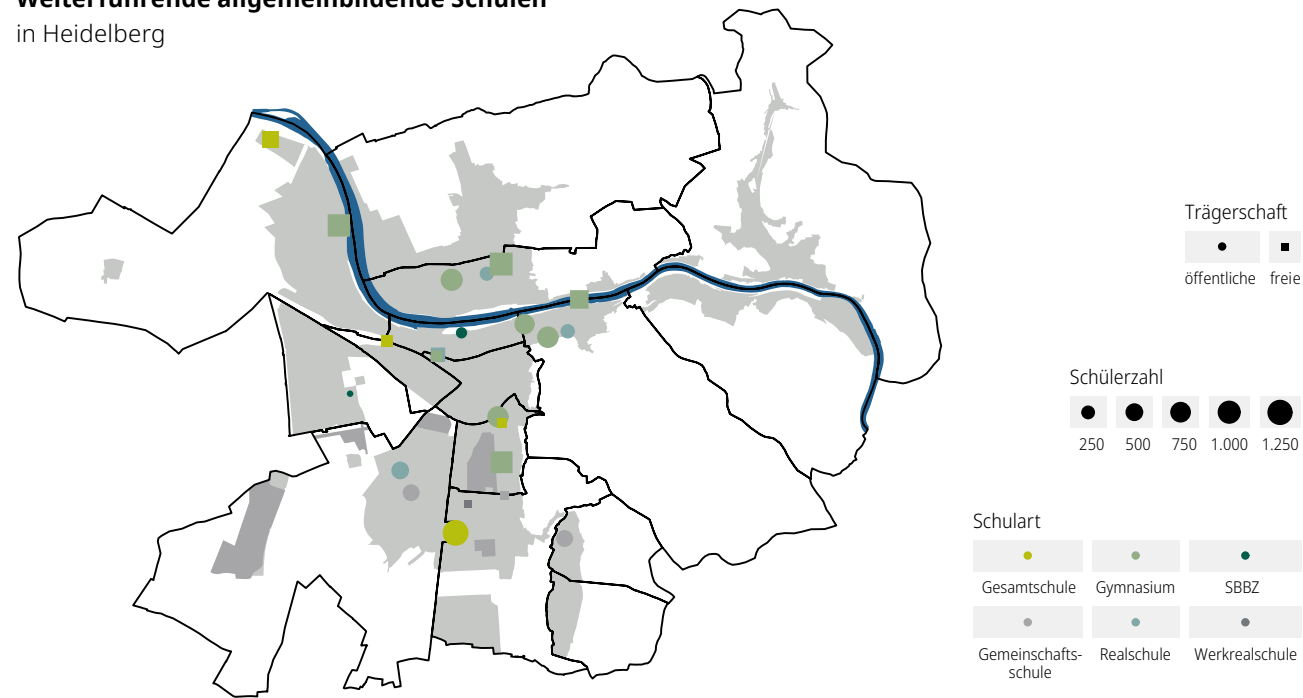 Weiterführende allgemeinbildende Schulen
in Heidelberg
Trägerschaft
öffentliche freie
Schülerzahl
250 500 750 1.000 1.250
Schulart
Gesamtschule Gymnasium SBBZ
Gemeinschafts-
schule
Realschule Werkrealschule